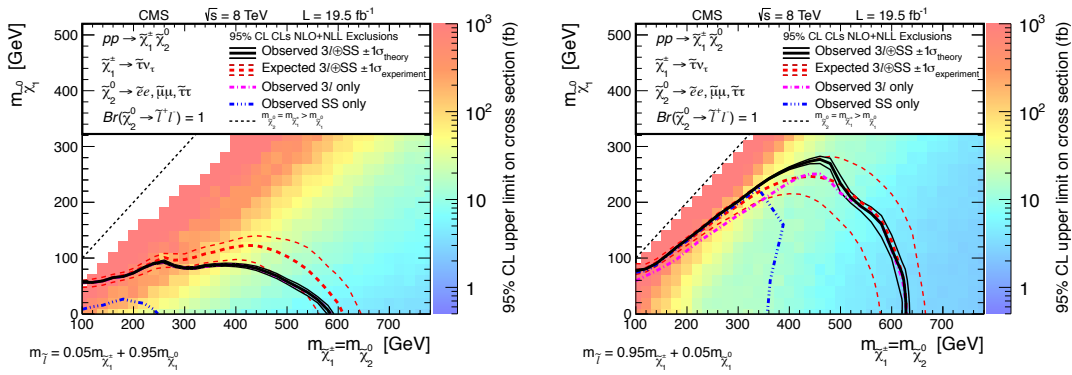 CMS √s = 8 TeV L = 19.5 fb⁻¹
pp → χ̃₁± χ̃₂⁰
χ̃₁± → τ̃ν_τ
χ̃₂⁰ → ẽe, μ̃μ, τ̃τ
Br(χ̃₂⁰ → l̃⁺l⁻) = 1
95% CL CLs NLO+NLL Exclusions
Observed 3l⊕SS ±1σ_theory
Expected 3l⊕SS ±1σ_experiment
Observed 3l only
Observed SS only
m_χ̃₂⁰ = m_χ̃₁± > m_χ̃₁⁰
m_χ̃₁⁰ [GeV]
500
400
300
200
100
0
100 200 300 400 500 600 700
m_χ̃₁± = m_χ̃₂⁰ [GeV]
m_l̃ = 0.05m_χ̃₁± + 0.95m_χ̃₁⁰
10³
10²
10
1
95% CL upper limit on cross section (fb)
CMS √s = 8 TeV L = 19.5 fb⁻¹
pp → χ̃₁± χ̃₂⁰
χ̃₁± → τ̃ν_τ
χ̃₂⁰ → ẽe, μ̃μ, τ̃τ
Br(χ̃₂⁰ → l̃⁺l⁻) = 1
95% CL CLs NLO+NLL Exclusions
Observed 3l⊕SS ±1σ_theory
Expected 3l⊕SS ±1σ_experiment
Observed 3l only
Observed SS only
m_χ̃₂⁰ = m_χ̃₁± > m_χ̃₁⁰
m_χ̃₁⁰ [GeV]
500
400
300
200
100
0
100 200 300 400 500 600 700
m_χ̃₁± = m_χ̃₂⁰ [GeV]
m_l̃ = 0.95m_χ̃₁± + 0.05m_χ̃₁⁰
10³
10²
10
1
95% CL upper limit on cross section (fb)